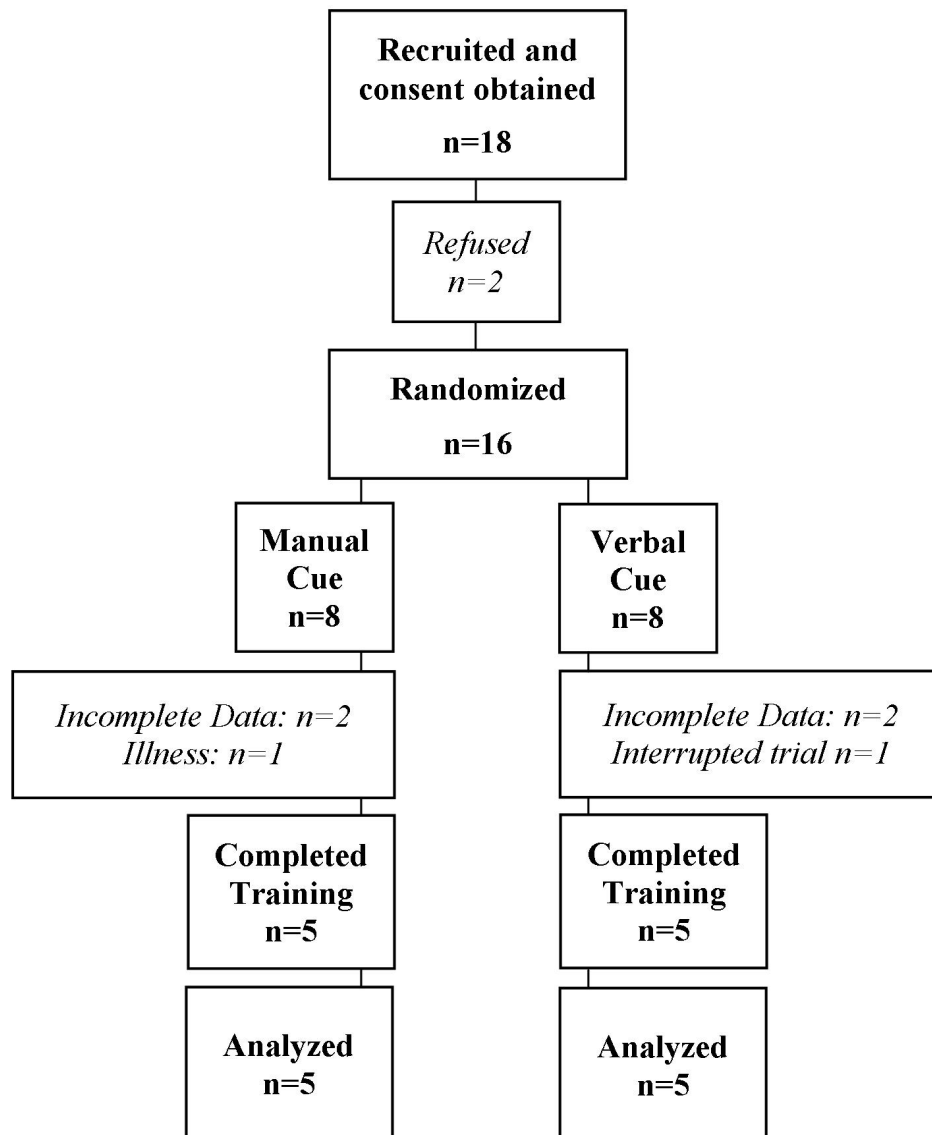 Recruited and
consent obtained
n=18
Refused
n=2
Randomized
n=16
Manual
Cue
n=8
Verbal
Cue
n=8
Incomplete Data: n=2
Illness: n=1
Incomplete Data: n=2
Interrupted trial n=1
Completed
Training
n=5
Completed
Training
n=5
Analyzed
n=5
Analyzed
n=5